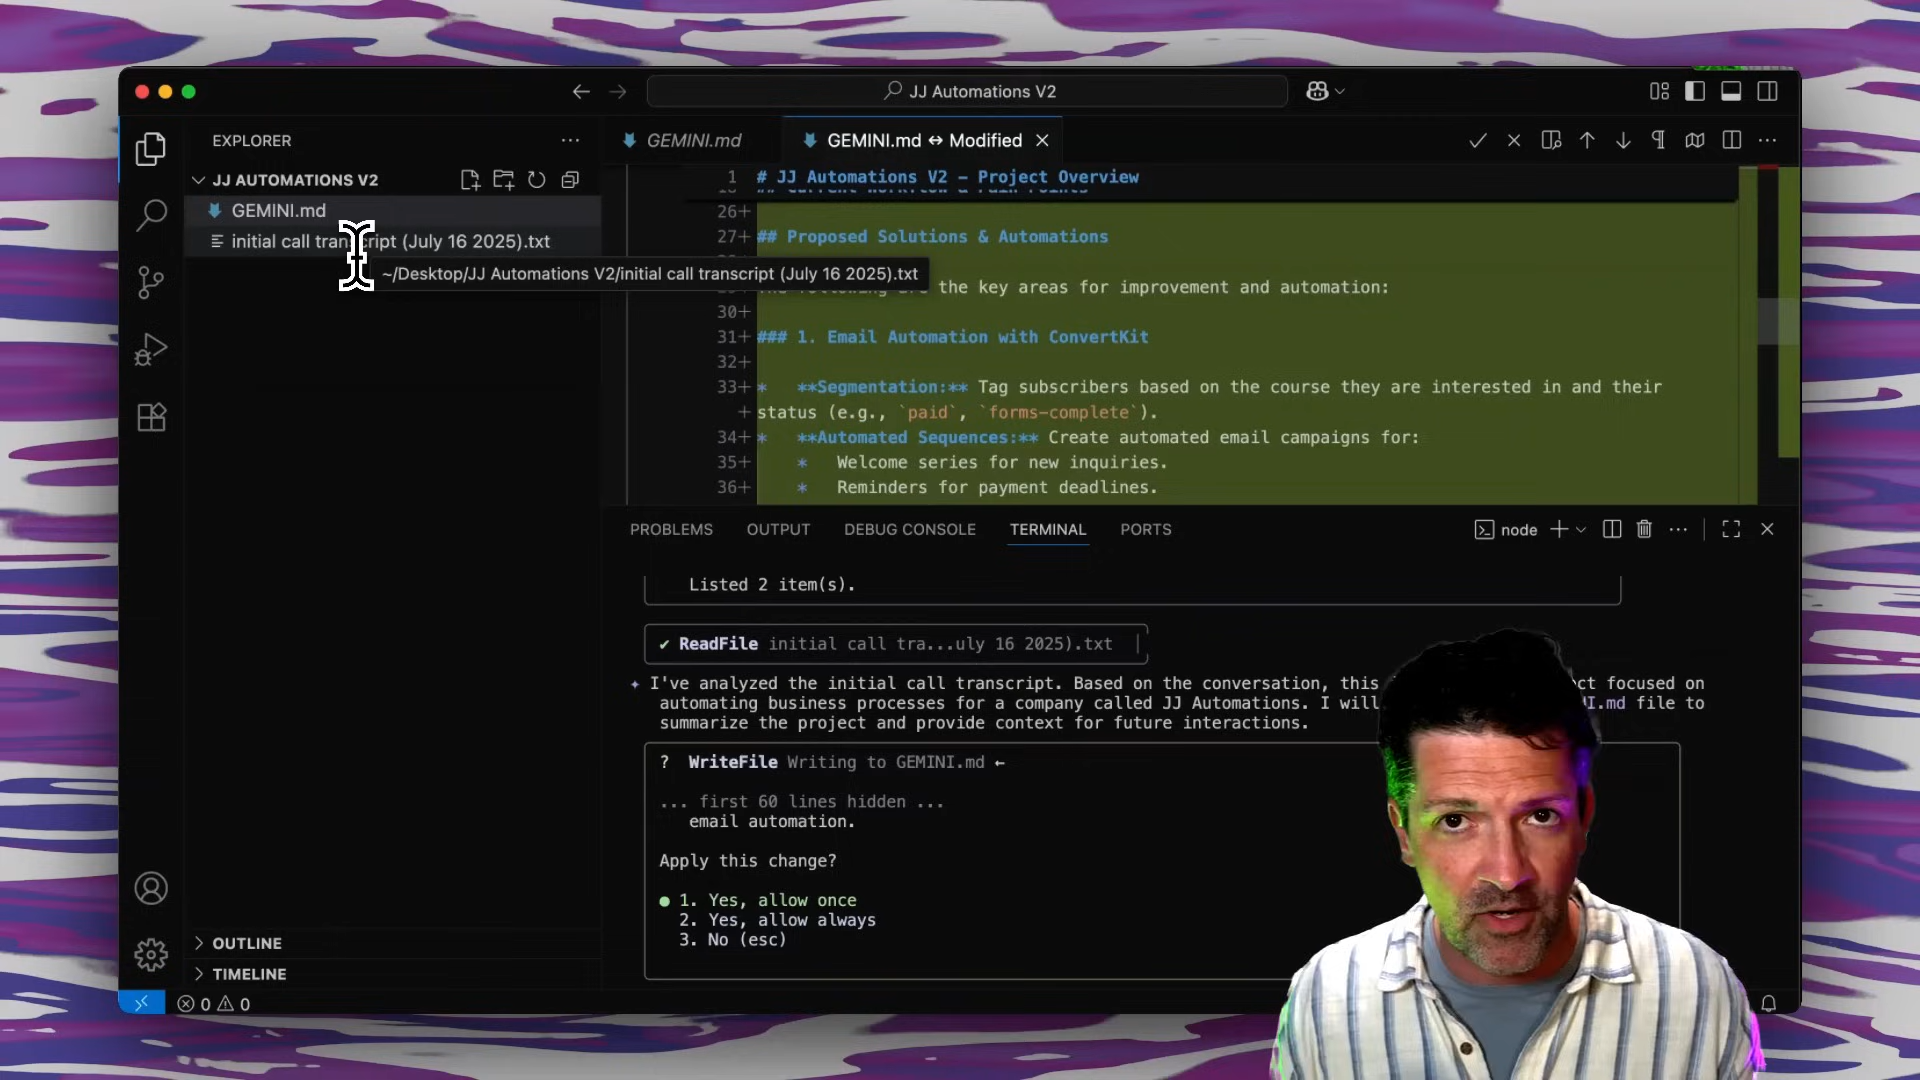 JJ Automations V2
EXPLORER
JJ AUTOMATIONS V2
GEMINI.md
initial call transcript (July 16 2025).txt
~/Desktop/JJ Automations V2/initial call transcript (July 16 2025).txt
OUTLINE
TIMELINE
0 0
GEMINI.md
GEMINI.md ↔ Modified
1 # JJ Automations V2 - Project Overview
## Current Workflow & Pain Points
26+
27+ ## Proposed Solutions & Automations
the key areas for improvement and automation:
30+
31+ ### 1. Email Automation with ConvertKit
32+
33+ * **Segmentation:** Tag subscribers based on the course they are interested in and their
+ status (e.g., `paid`, `forms-complete`).
34+ * **Automated Sequences:** Create automated email campaigns for:
35+ * Welcome series for new inquiries.
36+ * Reminders for payment deadlines.
PROBLEMS OUTPUT DEBUG CONSOLE TERMINAL PORTS
node
Listed 2 item(s).
✔ ReadFile initial call tra...uly 16 2025).txt
✦ I've analyzed the initial call transcript. Based on the conversation, this ct focused on
automating business processes for a company called JJ Automations. I will NI.md file to
summarize the project and provide context for future interactions.
? WriteFile Writing to GEMINI.md ←
... first 60 lines hidden ...
email automation.
Apply this change?
● 1. Yes, allow once
2. Yes, allow always
3. No (esc)